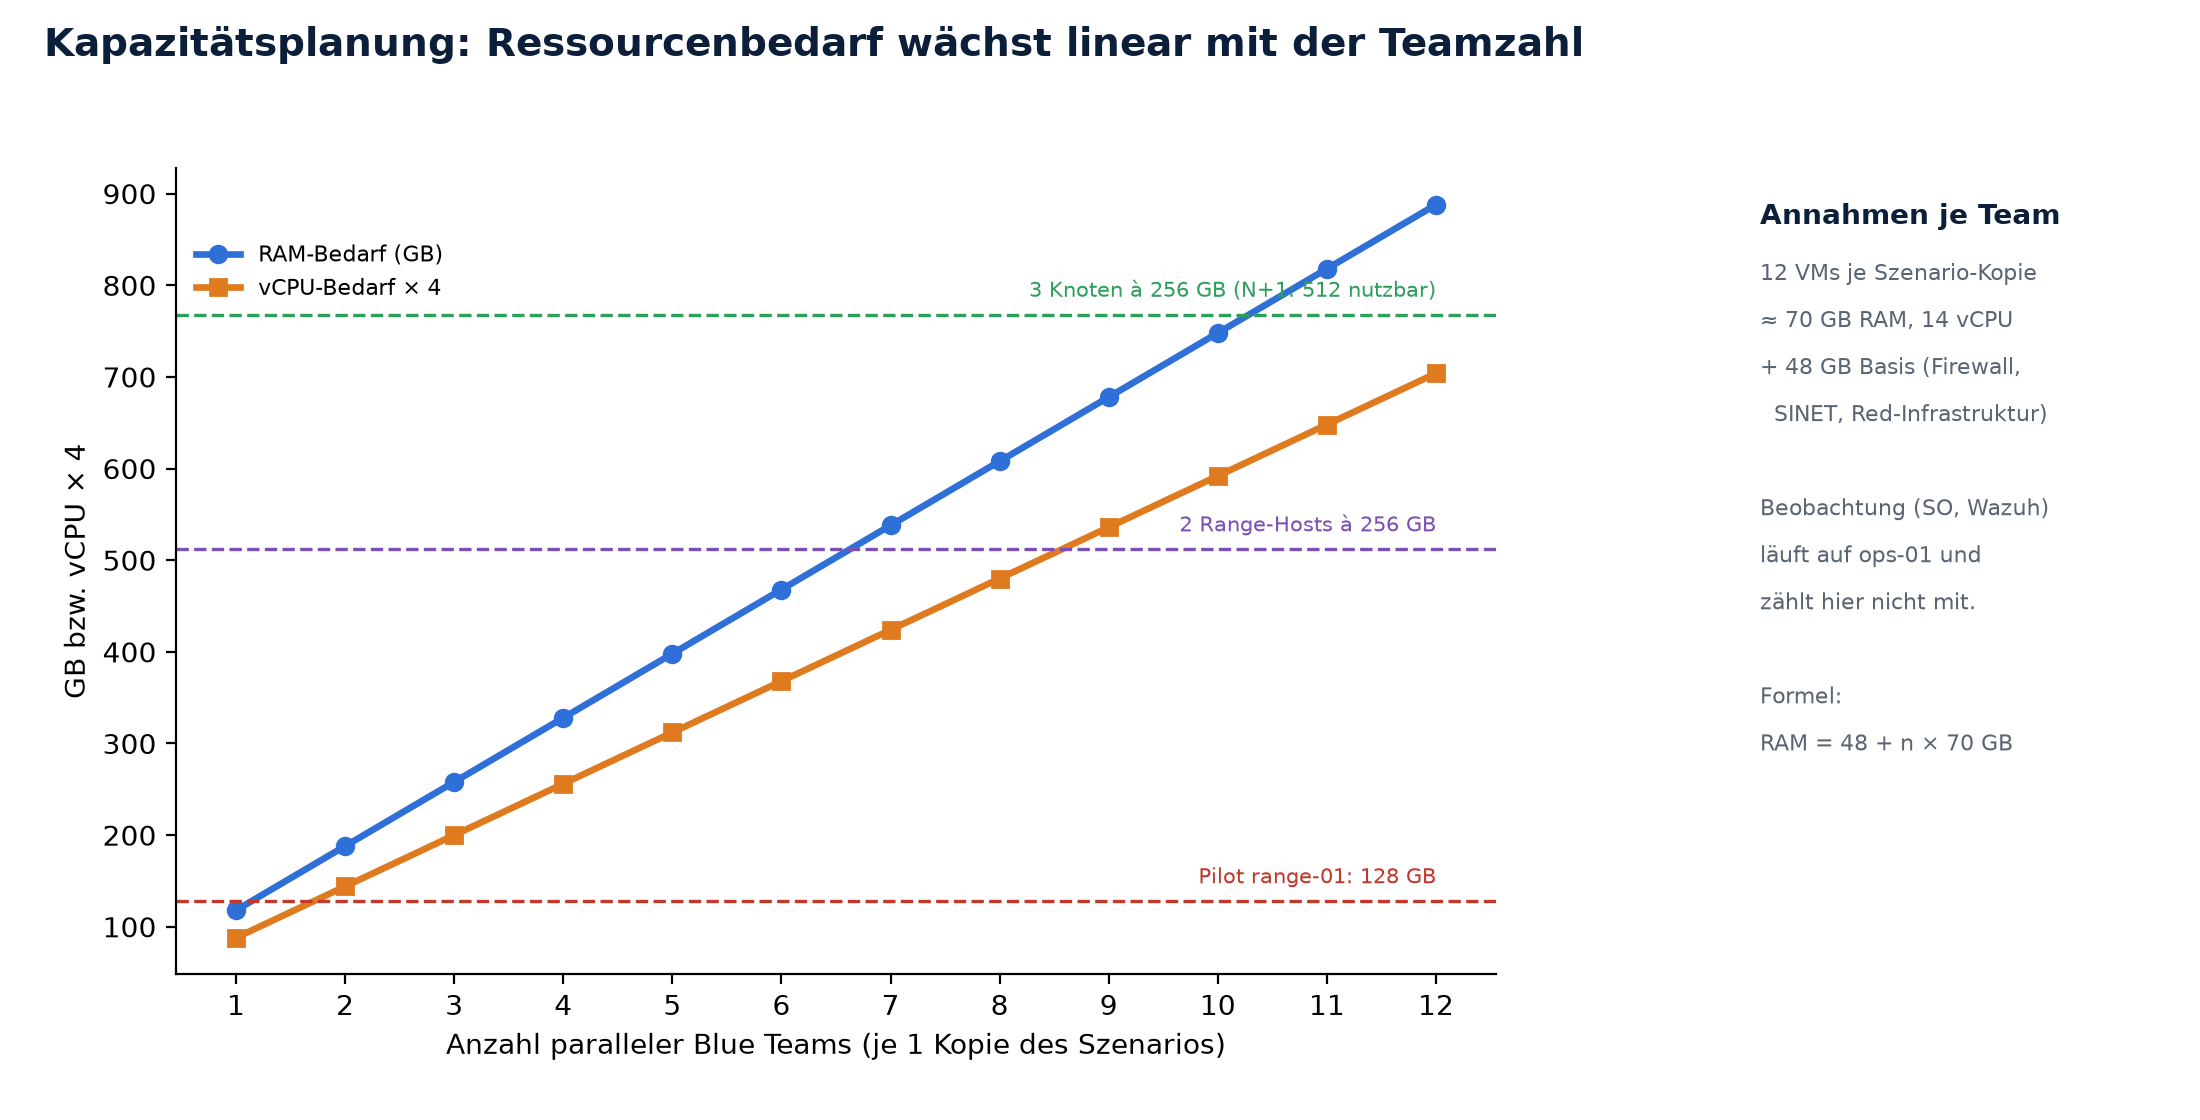 Kapazitätsplanung: Ressourcenbedarf wächst linear mit der Teamzahl
GB bzw. vCPU × 4
900
800
700
600
500
400
300
200
100
RAM-Bedarf (GB)
vCPU-Bedarf × 4
3 Knoten à 256 GB (N+1: 512 nutzbar)
2 Range-Hosts à 256 GB
Pilot range-01: 128 GB
1 2 3 4 5 6 7 8 9 10 11 12
Anzahl paralleler Blue Teams (je 1 Kopie des Szenarios)
Annahmen je Team
12 VMs je Szenario-Kopie
≈ 70 GB RAM, 14 vCPU
+ 48 GB Basis (Firewall,
SINET, Red-Infrastruktur)
Beobachtung (SO, Wazuh)
läuft auf ops-01 und
zählt hier nicht mit.
Formel:
RAM = 48 + n × 70 GB